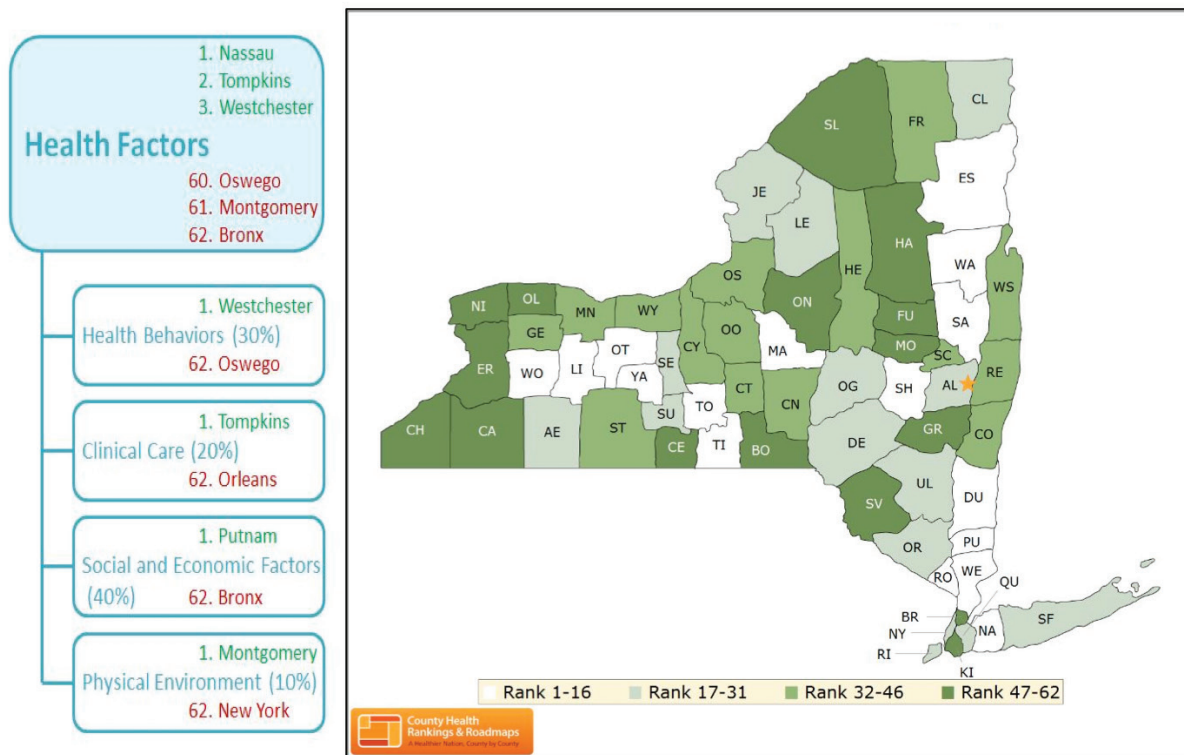 1. Nassau
2. Tompkins
3. Westchester
Health Factors
60. Oswego
61. Montgomery
62. Bronx
1. Westchester
Health Behaviors (30%)
62. Oswego
1. Tompkins
Clinical Care (20%)
62. Orleans
1. Putnam
Social and Economic Factors
(40%) 62. Bronx
1. Montgomery
Physical Environment (10%)
62. New York
CL
FR
SL
ES
JE
LE
HA
HE
WA
WS
OS
ON
NI
OL
MN
WY
FU
SA
GE
OO
MO
CY
MA
SC
OT
SE
ER
WO
LI
YA
OG
SH
AL
RE
CT
TO
SU
CN
CH
CA
AE
ST
CE
TI
BO
DE
GR
CO
UL
SV
DU
OR
PU
RO
WE
QU
BR
NY
NA
SF
RI
KI
Rank 1-16 Rank 17-31 Rank 32-46 Rank 47-62
County Health
Rankings & Roadmaps
A Healthier Nation, County by County